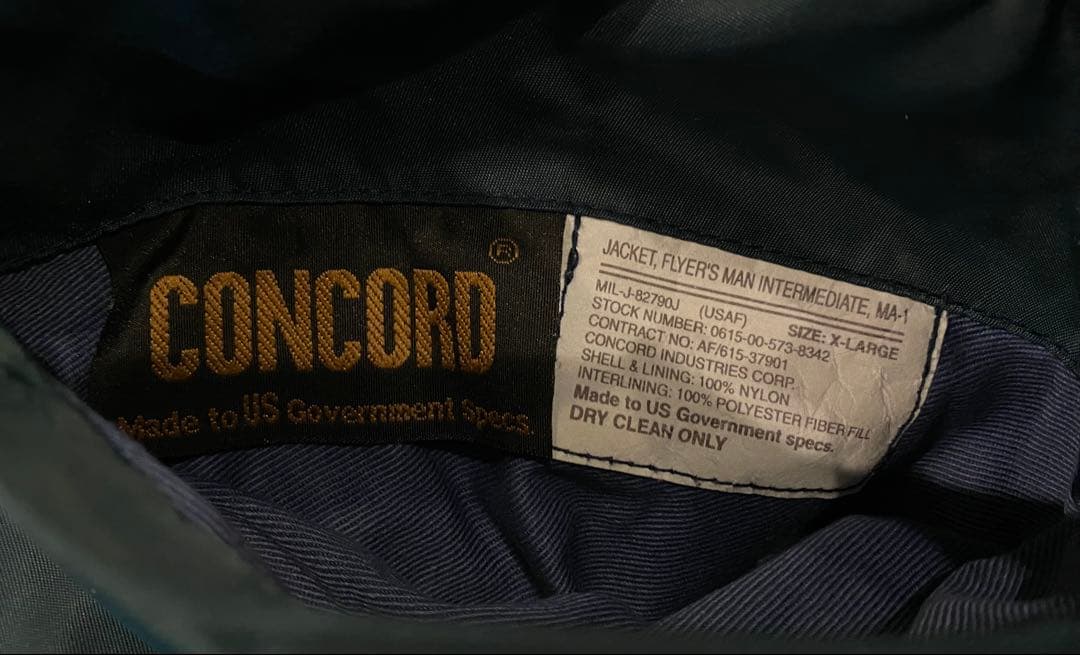 CONCORD®
Made to US Government Specs.
JACKET, FLYER'S MAN INTERMEDIATE, MA-1
MIL-J-82790J (USAF) SIZE: X-LARGE
STOCK NUMBER: 0615-00-573-8342
CONTRACT NO: AF/615-37901
CONCORD INDUSTRIES CORP.
SHELL & LINING: 100% NYLON
INTERLINING: 100% POLYESTER FIBER FILL
Made to US Government specs.
DRY CLEAN ONLY